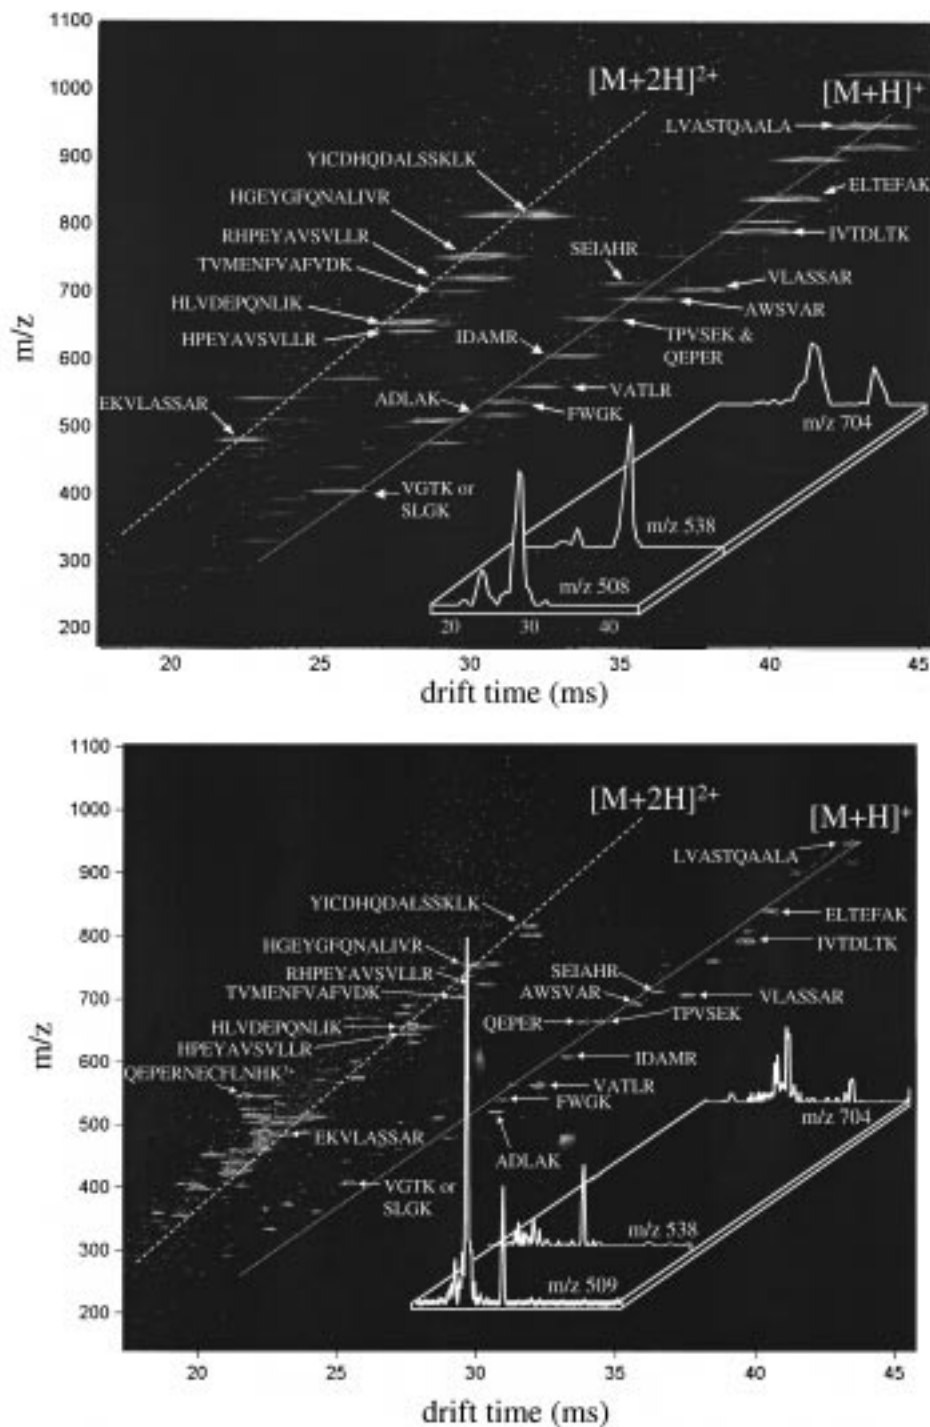 1100
[M+2H]2+
[M+H]+
1000
LVASTQAALA
900
YICDHQDALSSKLK
HGEYGFQNALIVR
ELTEFAK
800
RHPEYAVSVLLR
IVTDLTK
TVMENFVAFVDK
SEIAHR
VLASSAR
700
HLVDEPQNLIK
AWSVAR
m/z
HPEYAVSVLLR
IDAMR
TPVSEK &
QEPER
600
EKVLASSAR
ADLAK
VATLR
FWGK
m/z 704
500
VGTK or
SLGK
400
m/z 538
300
m/z 508
200
20 30 40
20 25 30 35 40 45
drift time (ms)
1100
[M+2H]2+
[M+H]+
1000
LVASTQAALA
900
YICDHQDALSSKLK
ELTEFAK
800
HGEYGFQNALIVR
IVTDLTK
RHPEYAVSVLLR
SEIAHR
TVMENFVAFVDK
AWSVAR
VLASSAR
700
HLVDEPQNLIK
QEPER
TPVSEK
m/z
HPEYAVSVLLR
IDAMR
600
QEPERNECFLNHK3+
VATLR
FWGK
m/z 704
500
EKVLASSAR
ADLAK
400
VGTK or
SLGK
m/z 538
300
m/z 509
200
20 25 30 35 40 45
drift time (ms)